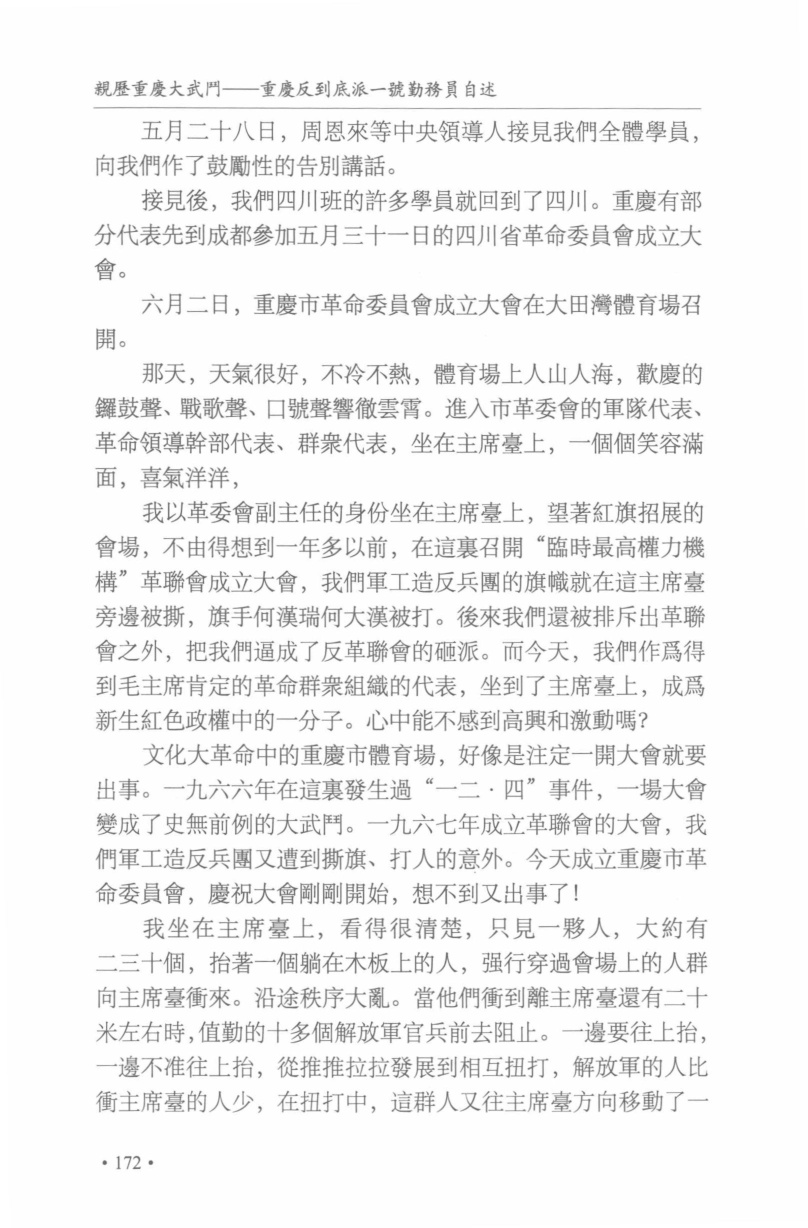 親歷重慶大武鬥——重慶反到底派一號勤務員自述
五月二十八日，周恩來等中央領導人接見我們全體學員，
向我們作了鼓勵性的告別講話。
接見後，我們四川班的許多學員就回到了四川。重慶有部
分代表先到成都參加五月三十一日的四川省革命委員會成立大
會。
六月二日，重慶市革命委員會成立大會在大田灣體育場召
開。
那天，天氣很好，不冷不熱，體育場上人山人海，歡慶的
鑼鼓聲、戰歌聲、口號聲響徹雲霄。進入市革委會的軍隊代表、
革命領導幹部代表、群衆代表，坐在主席臺上，一個個笑容滿
面，喜氣洋洋，
我以革委會副主任的身份坐在主席臺上，望著紅旗招展的
會場，不由得想到一年多以前，在這裏召開“臨時最高權力機
構”革聯會成立大會，我們軍工造反兵團的旗幟就在這主席臺
旁邊被撕，旗手何漢瑞何大漢被打。後來我們還被排斥出革聯
會之外，把我們逼成了反革聯會的砸派。而今天，我們作爲得
到毛主席肯定的革命群衆組織的代表，坐到了主席臺上，成爲
新生紅色政權中的一分子。心中能不感到高興和激動嗎？
文化大革命中的重慶市體育場，好像是注定一開大會就要
出事。一九六六年在這裏發生過“一二·四”事件，一場大會
變成了史無前例的大武鬥。一九六七年成立革聯會的大會，我
們軍工造反兵團又遭到撕旗、打人的意外。今天成立重慶市革
命委員會，慶祝大會剛剛開始，想不到又出事了！
我坐在主席臺上，看得很清楚，只見一夥人，大約有
二三十個，抬著一個躺在木板上的人，强行穿過會場上的人群
向主席臺衝來。沿途秩序大亂。當他們衝到離主席臺還有二十
米左右時，值勤的十多個解放軍官兵前去阻止。一邊要往上抬，
一邊不准往上抬，從推推拉拉發展到相互扭打，解放軍的人比
衝主席臺的人少，在扭打中，這群人又往主席臺方向移動了一
·172·